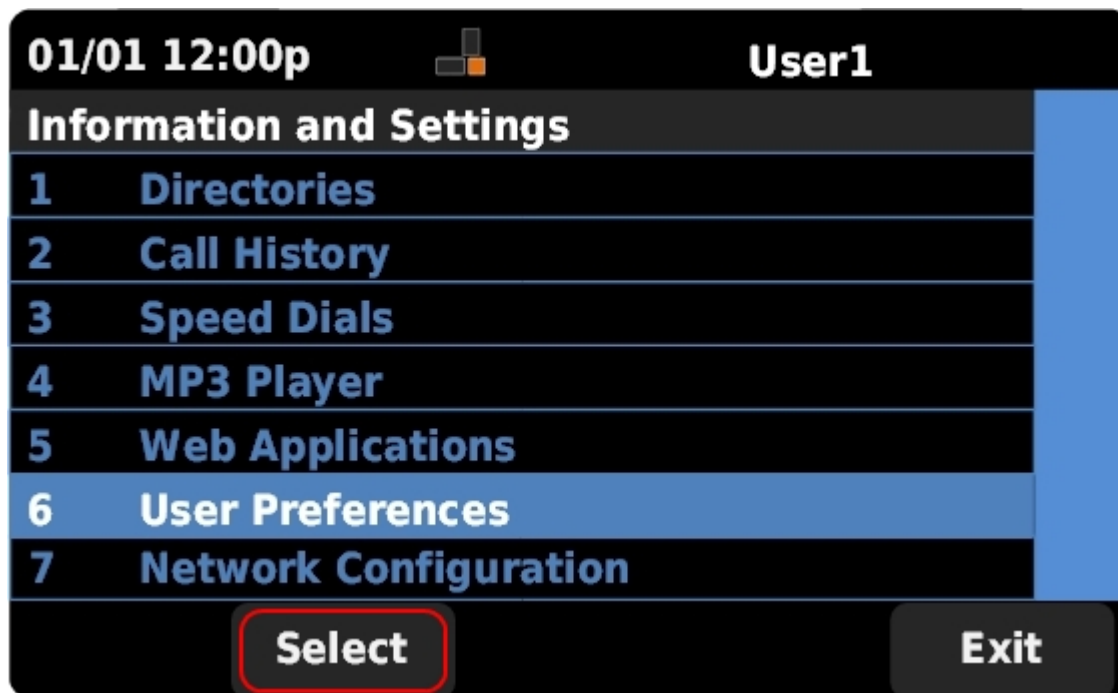 01/01 12:00p User1
Information and Settings
1 Directories
2 Call History
3 Speed Dials
4 MP3 Player
5 Web Applications
6 User Preferences
7 Network Configuration
Select Exit